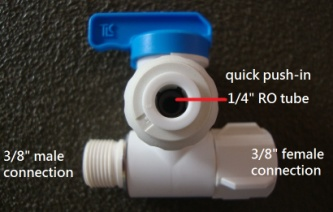 quick push-in
1/4" RO tube
3/8" male
connection
3/8" female
connection